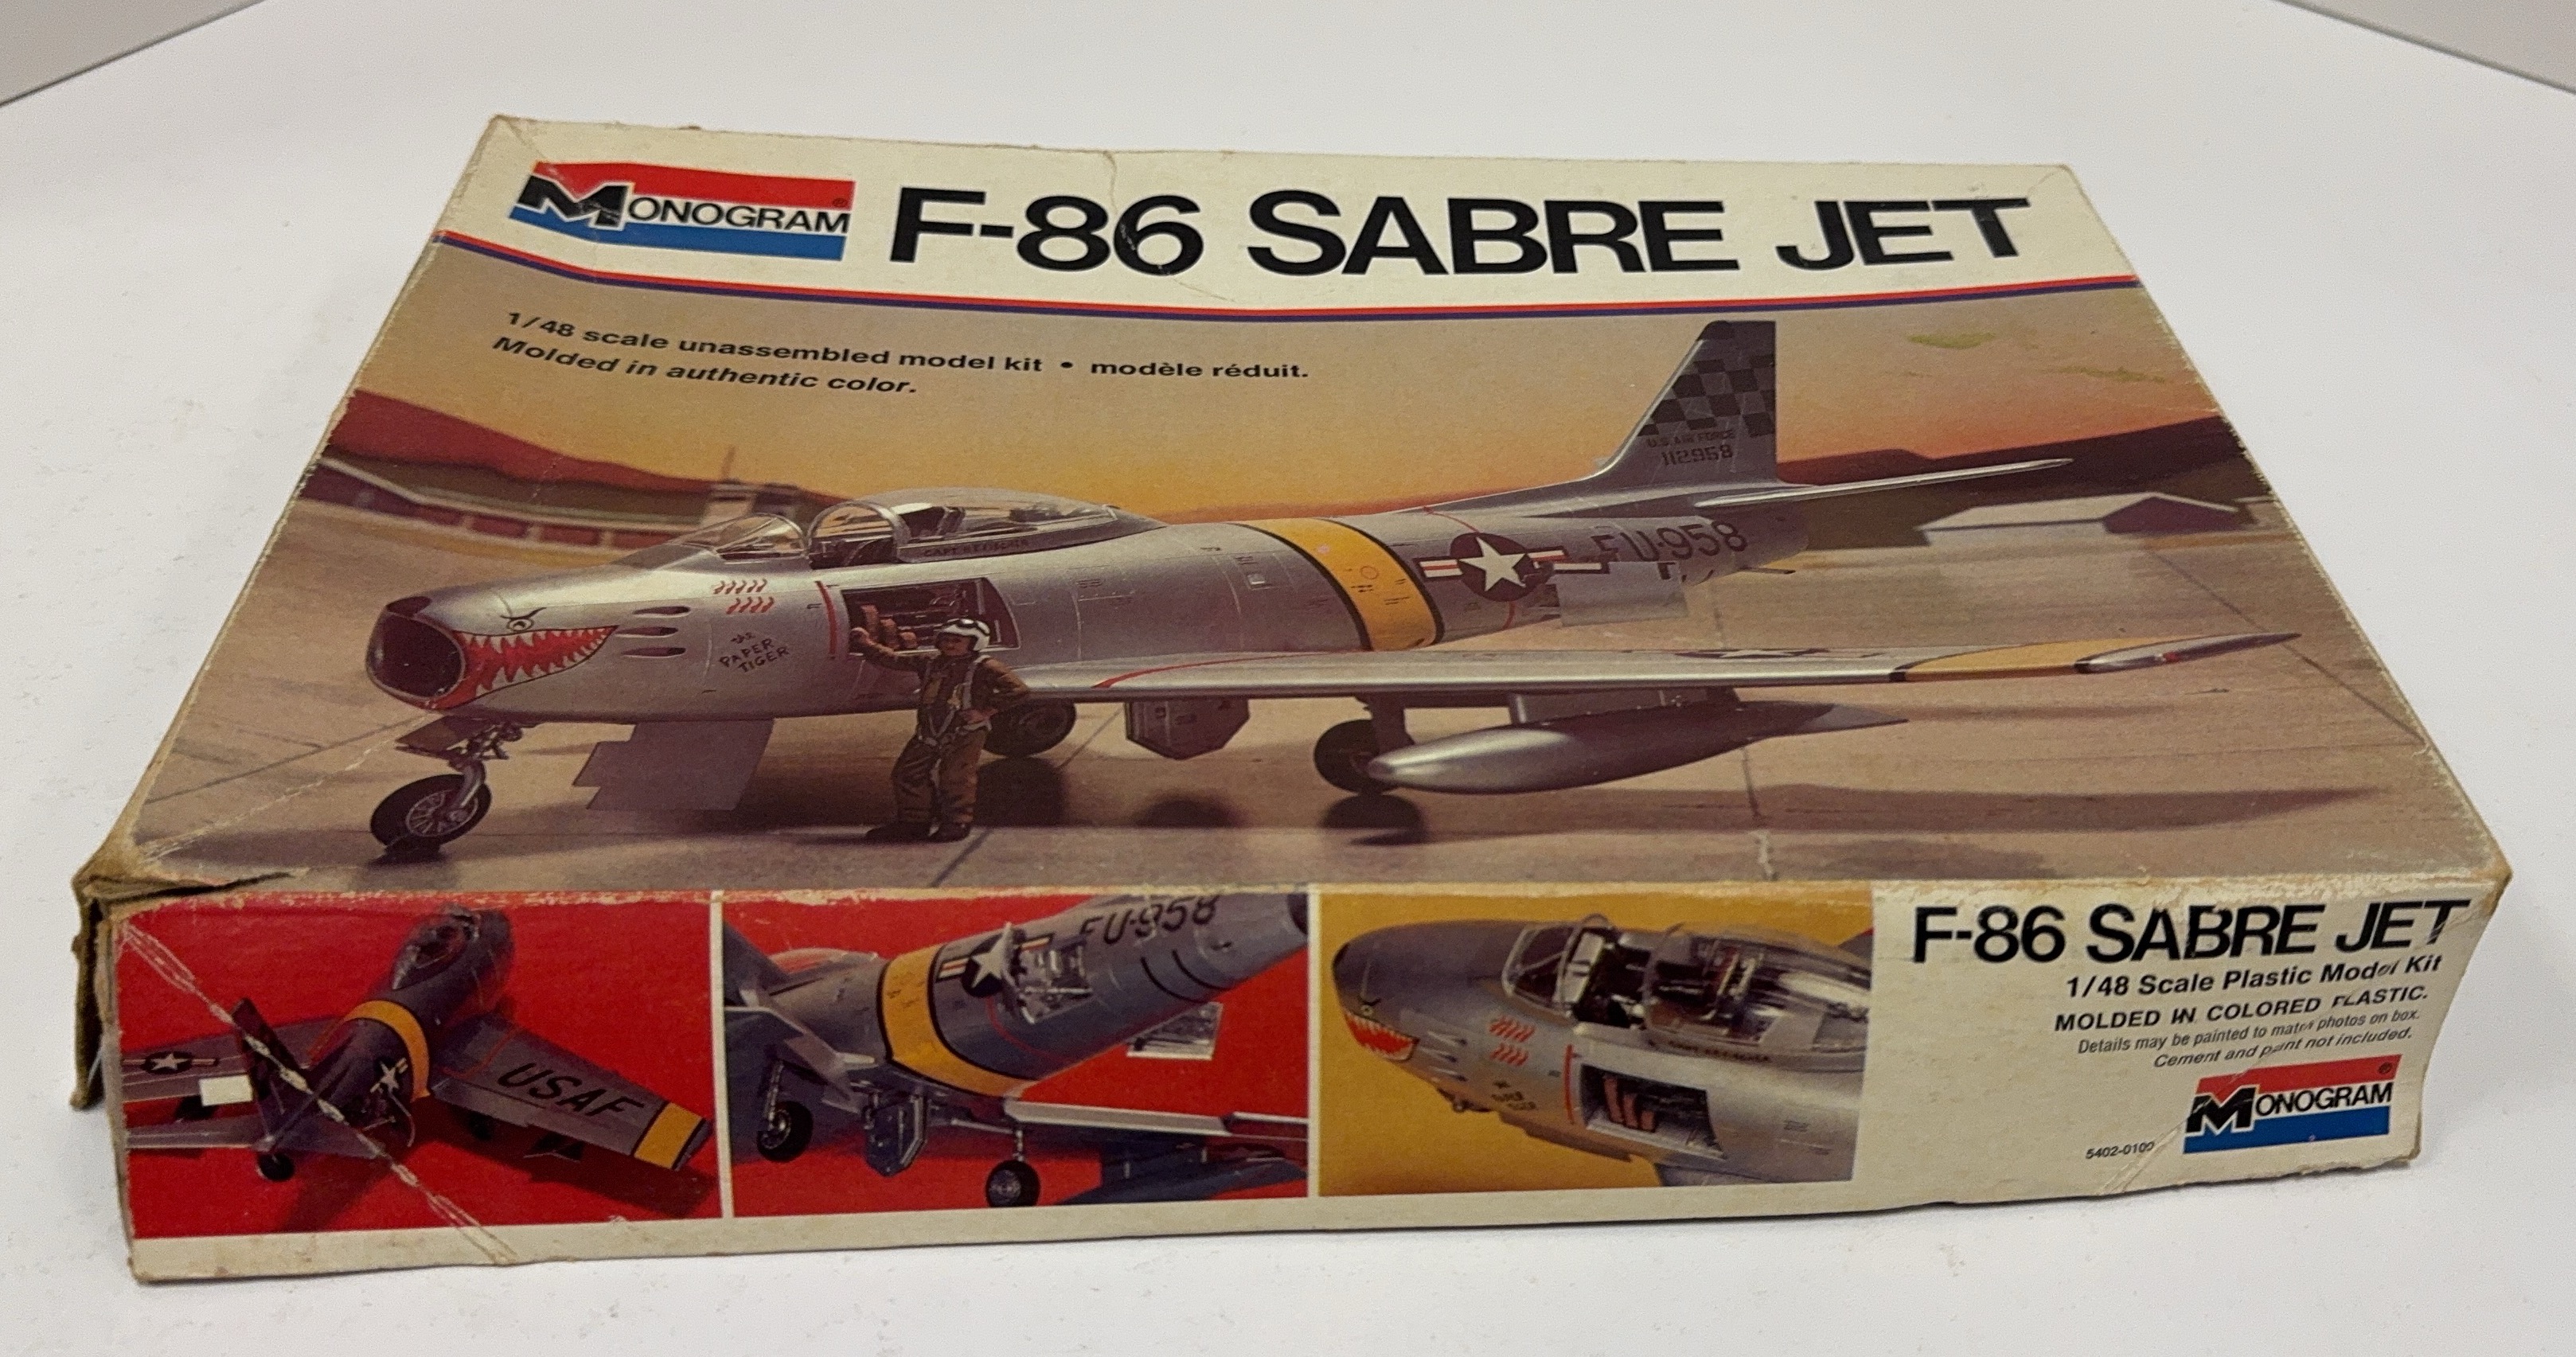 MONOGRAM®
F-86 SABRE JET
1/48 scale unassembled model kit • modèle réduit.
Molded in authentic color.
U.S. AIR FORCE
112958
FU-958
the
PAPER
TIGER
FU-958
USAF
F-86 SABRE JET
1/48 Scale Plastic Model Kit
MOLDED IN COLORED PLASTIC.
Details may be painted to match photos on box.
Cement and paint not included.
MONOGRAM®
5402-0100